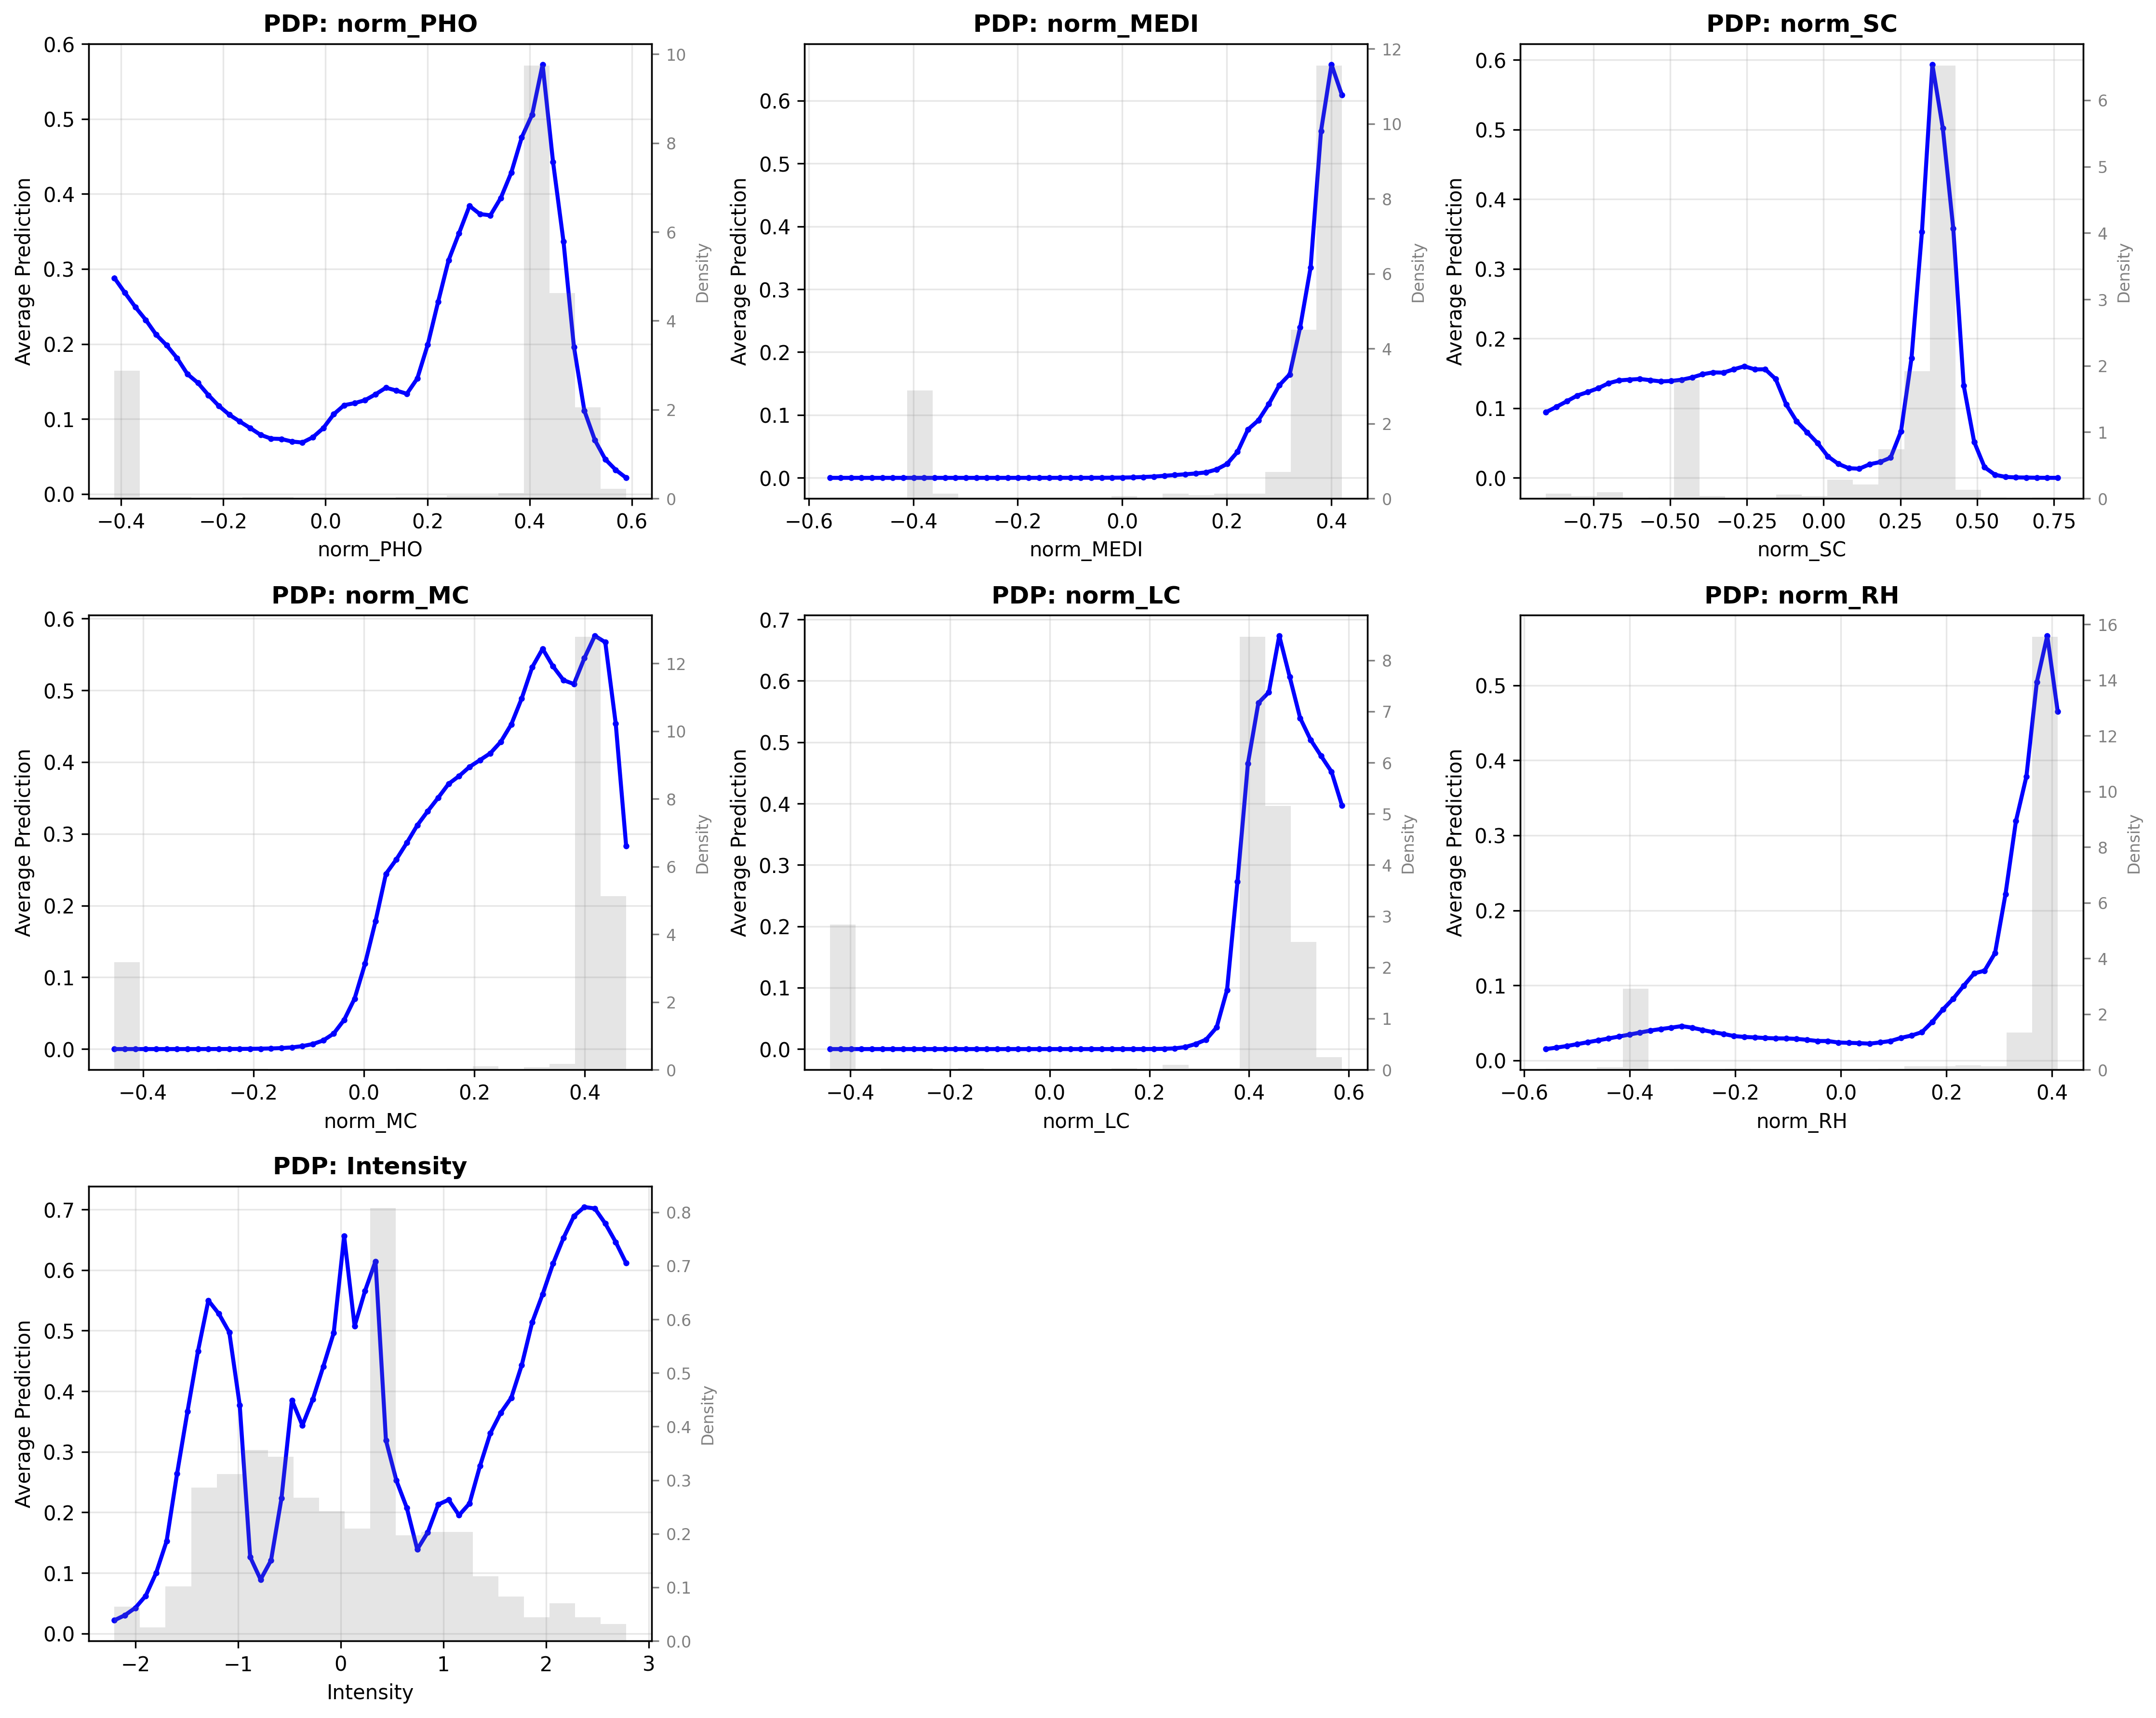 PDP: norm_PHO
Average Prediction
0.6
0.5
0.4
0.3
0.2
0.1
0.0
10
8
6
4
2
0
Density
−0.4 −0.2 0.0 0.2 0.4 0.6
norm_PHO
PDP: norm_MEDI
Average Prediction
0.6
0.5
0.4
0.3
0.2
0.1
0.0
12
10
8
6
4
2
0
Density
−0.6 −0.4 −0.2 0.0 0.2 0.4
norm_MEDI
PDP: norm_SC
Average Prediction
0.6
0.5
0.4
0.3
0.2
0.1
0.0
6
5
4
3
2
1
0
Density
−0.75 −0.50 −0.25 0.00 0.25 0.50 0.75
norm_SC
PDP: norm_MC
Average Prediction
0.6
0.5
0.4
0.3
0.2
0.1
0.0
12
10
8
6
4
2
0
Density
−0.4 −0.2 0.0 0.2 0.4
norm_MC
PDP: norm_LC
Average Prediction
0.7
0.6
0.5
0.4
0.3
0.2
0.1
0.0
8
7
6
5
4
3
2
1
0
Density
−0.4 −0.2 0.0 0.2 0.4 0.6
norm_LC
PDP: norm_RH
Average Prediction
0.5
0.4
0.3
0.2
0.1
0.0
16
14
12
10
8
6
4
2
0
Density
−0.6 −0.4 −0.2 0.0 0.2 0.4
norm_RH
PDP: Intensity
Average Prediction
0.7
0.6
0.5
0.4
0.3
0.2
0.1
0.0
0.8
0.7
0.6
0.5
0.4
0.3
0.2
0.1
0.0
Density
−2 −1 0 1 2 3
Intensity